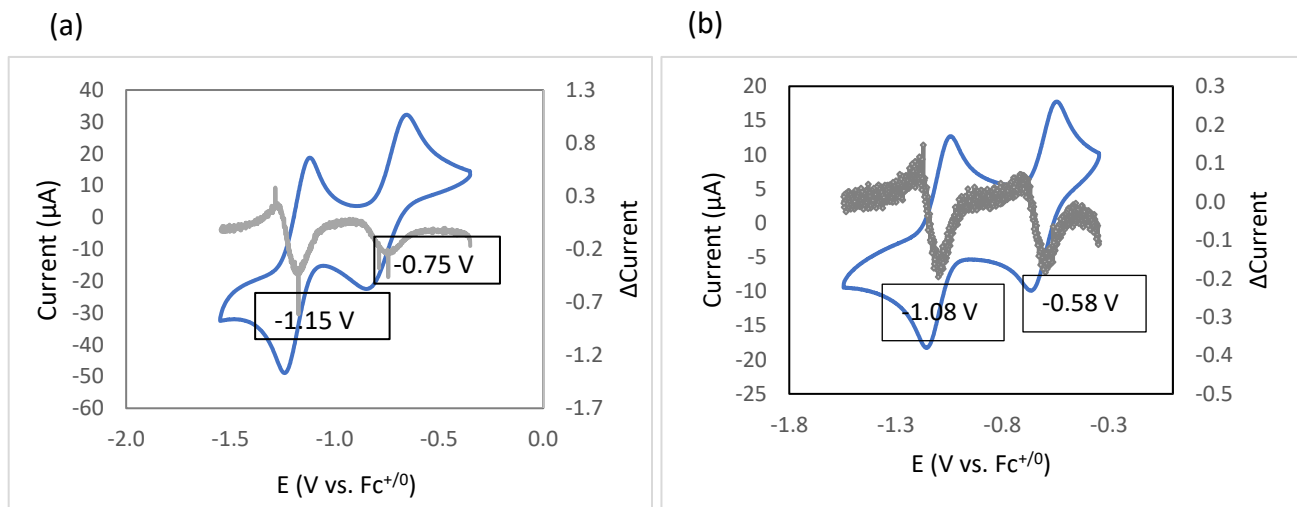 (a)
(b)
40
30
20
10
0
-10
-20
-30
-40
-50
-60
Current (µA)
1.3
0.8
0.3
-0.2
-0.7
-1.2
-1.7
ΔCurrent
-0.75 V
-1.15 V
-2.0 -1.5 -1.0 -0.5 0.0
E (V vs. Fc⁺/⁰)
20
15
10
5
0
-5
-10
-15
-20
-25
Current (µA)
0.3
0.2
0.1
0.0
-0.1
-0.2
-0.3
-0.4
-0.5
ΔCurrent
-1.08 V
-0.58 V
-1.8 -1.3 -0.8 -0.3
E (V vs. Fc⁺/⁰)